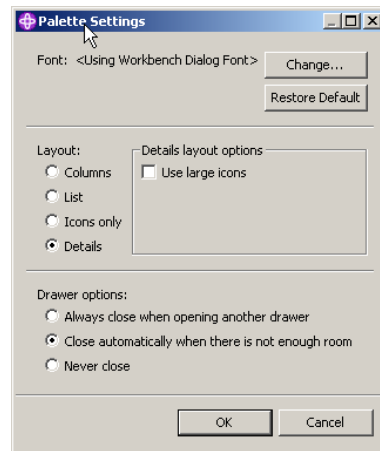 Palette Settings
Font: <Using Workbench Dialog Font>
Change...
Restore Default
Layout:
Columns
List
Icons only
Details
Details layout options
Use large icons
Drawer options:
Always close when opening another drawer
Close automatically when there is not enough room
Never close
OK
Cancel